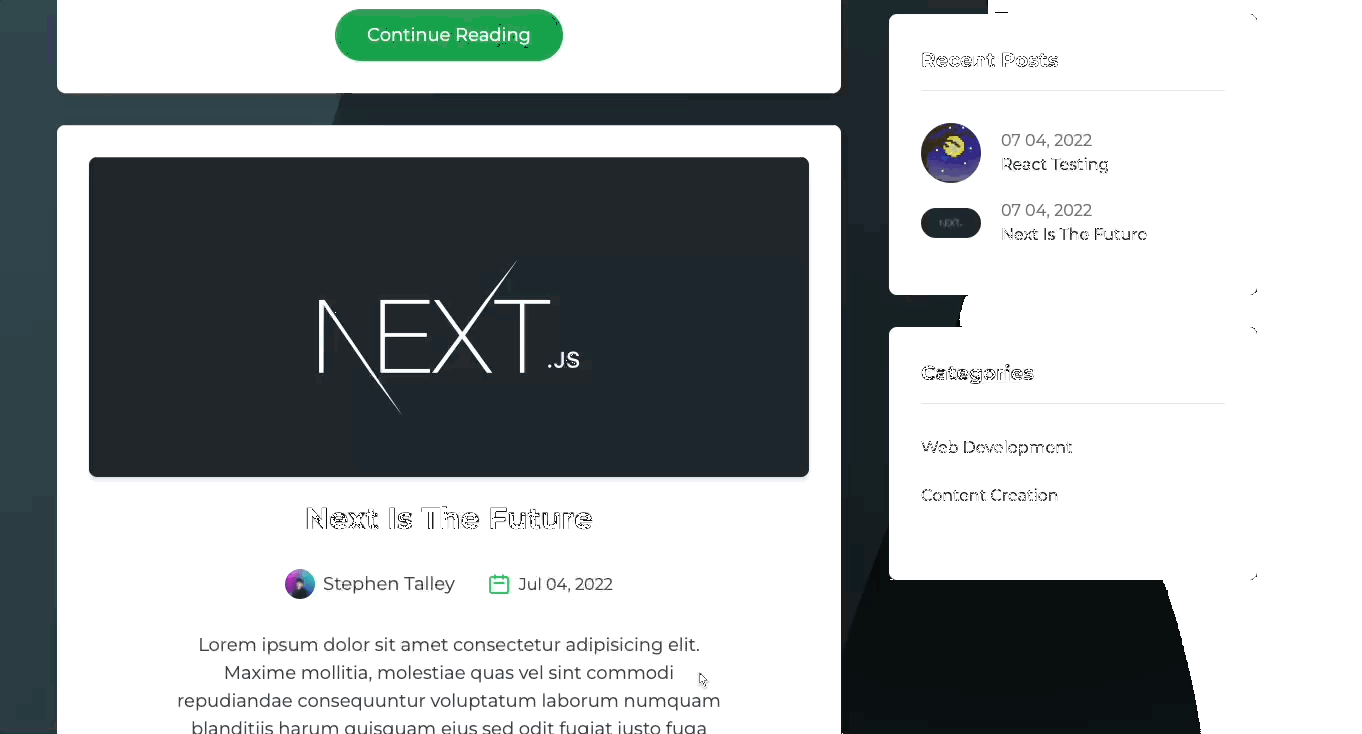 Continue Reading
NEXT.JS
Next Is The Future
Stephen Talley
Jul 04, 2022
Lorem ipsum dolor sit amet consectetur adipisicing elit.
Maxime mollitia, molestiae quas vel sint commodi
repudiandae consequuntur voluptatum laborum numquam
blanditiis harum quisquam eius sed odit fugiat iusto fuga
Recent Posts
07 04, 2022
React Testing
NEXT.
07 04, 2022
Next Is The Future
Categories
Web Development
Content Creation